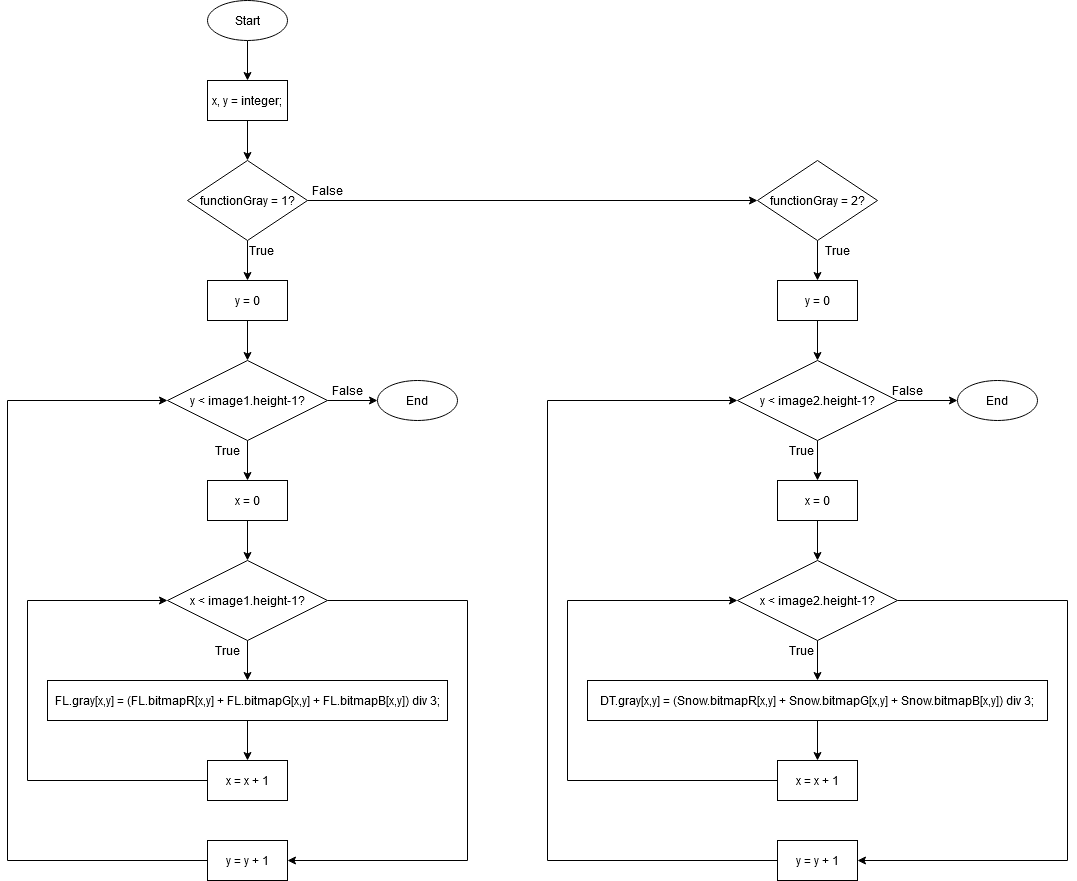 Start
x, y = integer;
functionGray = 1?
False
functionGray = 2?
True
True
y = 0
y = 0
y < image1.height-1?
False
End
y < image2.height-1?
False
End
True
True
x = 0
x = 0
x < image1.height-1?
x < image2.height-1?
True
True
FL.gray[x,y] = (FL.bitmapR[x,y] + FL.bitmapG[x,y] + FL.bitmapB[x,y]) div 3;
DT.gray[x,y] = (Snow.bitmapR[x,y] + Snow.bitmapG[x,y] + Snow.bitmapB[x,y]) div 3;
x = x + 1
x = x + 1
y = y + 1
y = y + 1